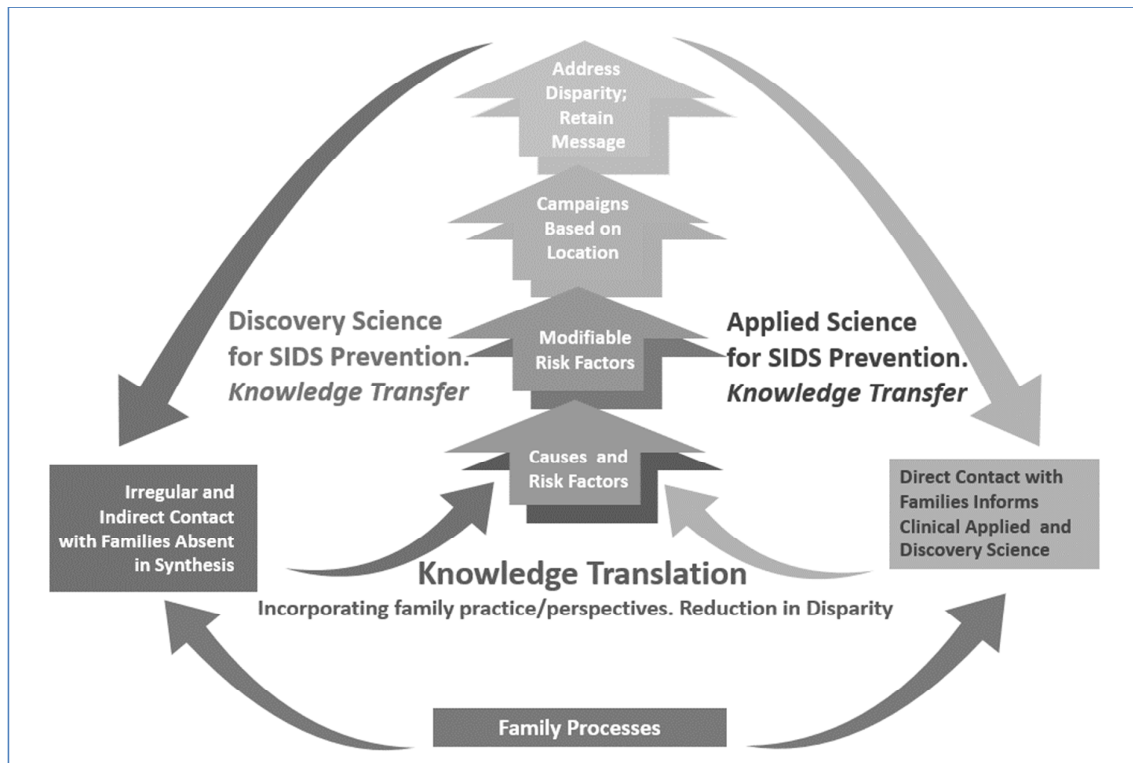 Address
Disparity;
Retain
Message
Campaigns
Based on
Location
Discovery Science
for SIDS Prevention.
Knowledge Transfer
Modifiable
Risk Factors
Applied Science
for SIDS Prevention.
Knowledge Transfer
Causes and
Risk Factors
Irregular and
Indirect Contact
with Families Absent
in Synthesis
Direct Contact with
Families Informs
Clinical Applied and
Discovery Science
Knowledge Translation
Incorporating family practice/perspectives. Reduction in Disparity
Family Processes